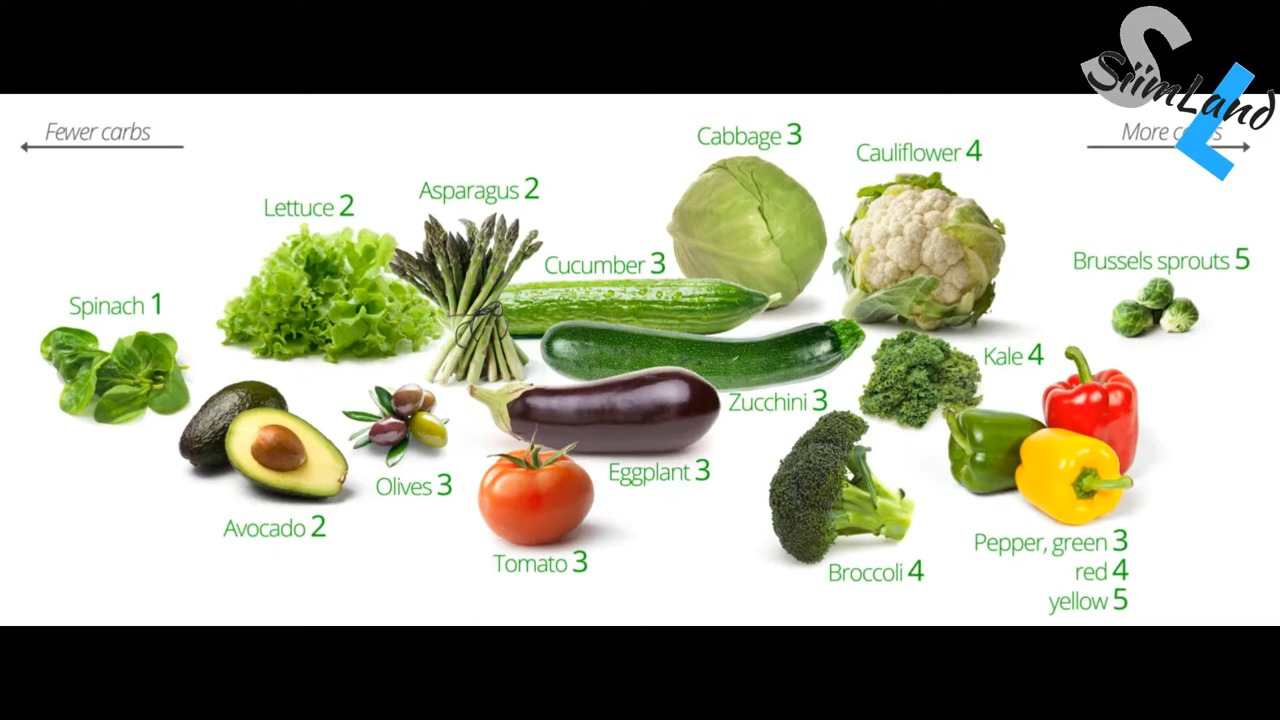 SiimLand
Fewer carbs
More carbs
Cabbage 3
Cauliflower 4
Asparagus 2
Lettuce 2
Cucumber 3
Brussels sprouts 5
Spinach 1
Kale 4
Zucchini 3
Eggplant 3
Olives 3
Avocado 2
Tomato 3
Broccoli 4
Pepper, green 3
red 4
yellow 5